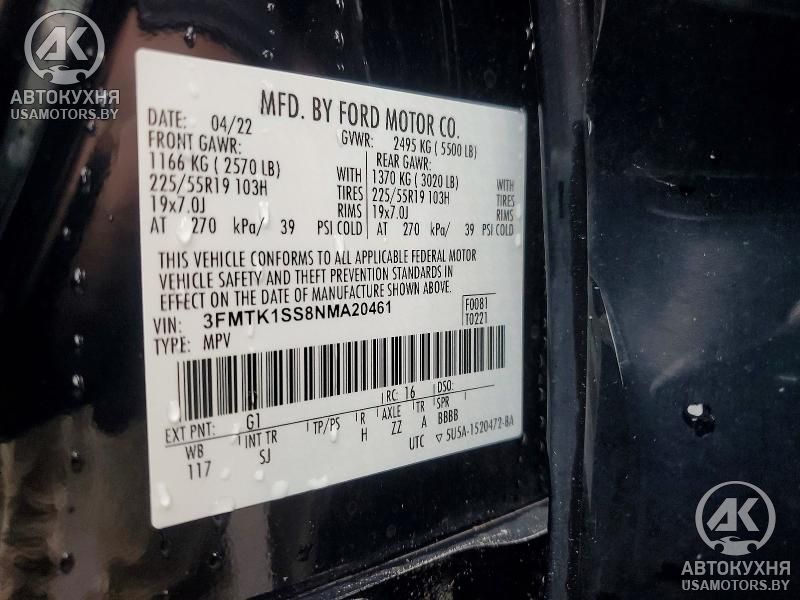 AK
АВТОКУХНЯ
USAMOTORS.BY
MFD. BY FORD MOTOR CO.
DATE: 04/22 GVWR: 2495 KG ( 5500 LB)
FRONT GAWR: REAR GAWR:
1166 KG ( 2570 LB) WITH 1370 KG ( 3020 LB) WITH
225/55R19 103H TIRES 225/55R19 103H TIRES
19x7.0J RIMS 19x7.0J RIMS
AT 270 kPa/ 39 PSI COLD AT 270 kPa/ 39 PSI COLD
THIS VEHICLE CONFORMS TO ALL APPLICABLE FEDERAL MOTOR
VEHICLE SAFETY AND THEFT PREVENTION STANDARDS IN
EFFECT ON THE DATE OF MANUFACTURE SHOWN ABOVE.
VIN: 3FMTK1SS8NMA20461 F0081
TYPE: MPV T0221
EXT PNT: G1 RC: 16 DSO:
WB INT TR TP/PS R AXLE TR SPR
117 SJ H ZZ A BBBB
UTC ▽5U5A-1520472-BA
AK
АВТОКУХНЯ
USAMOTORS.BY